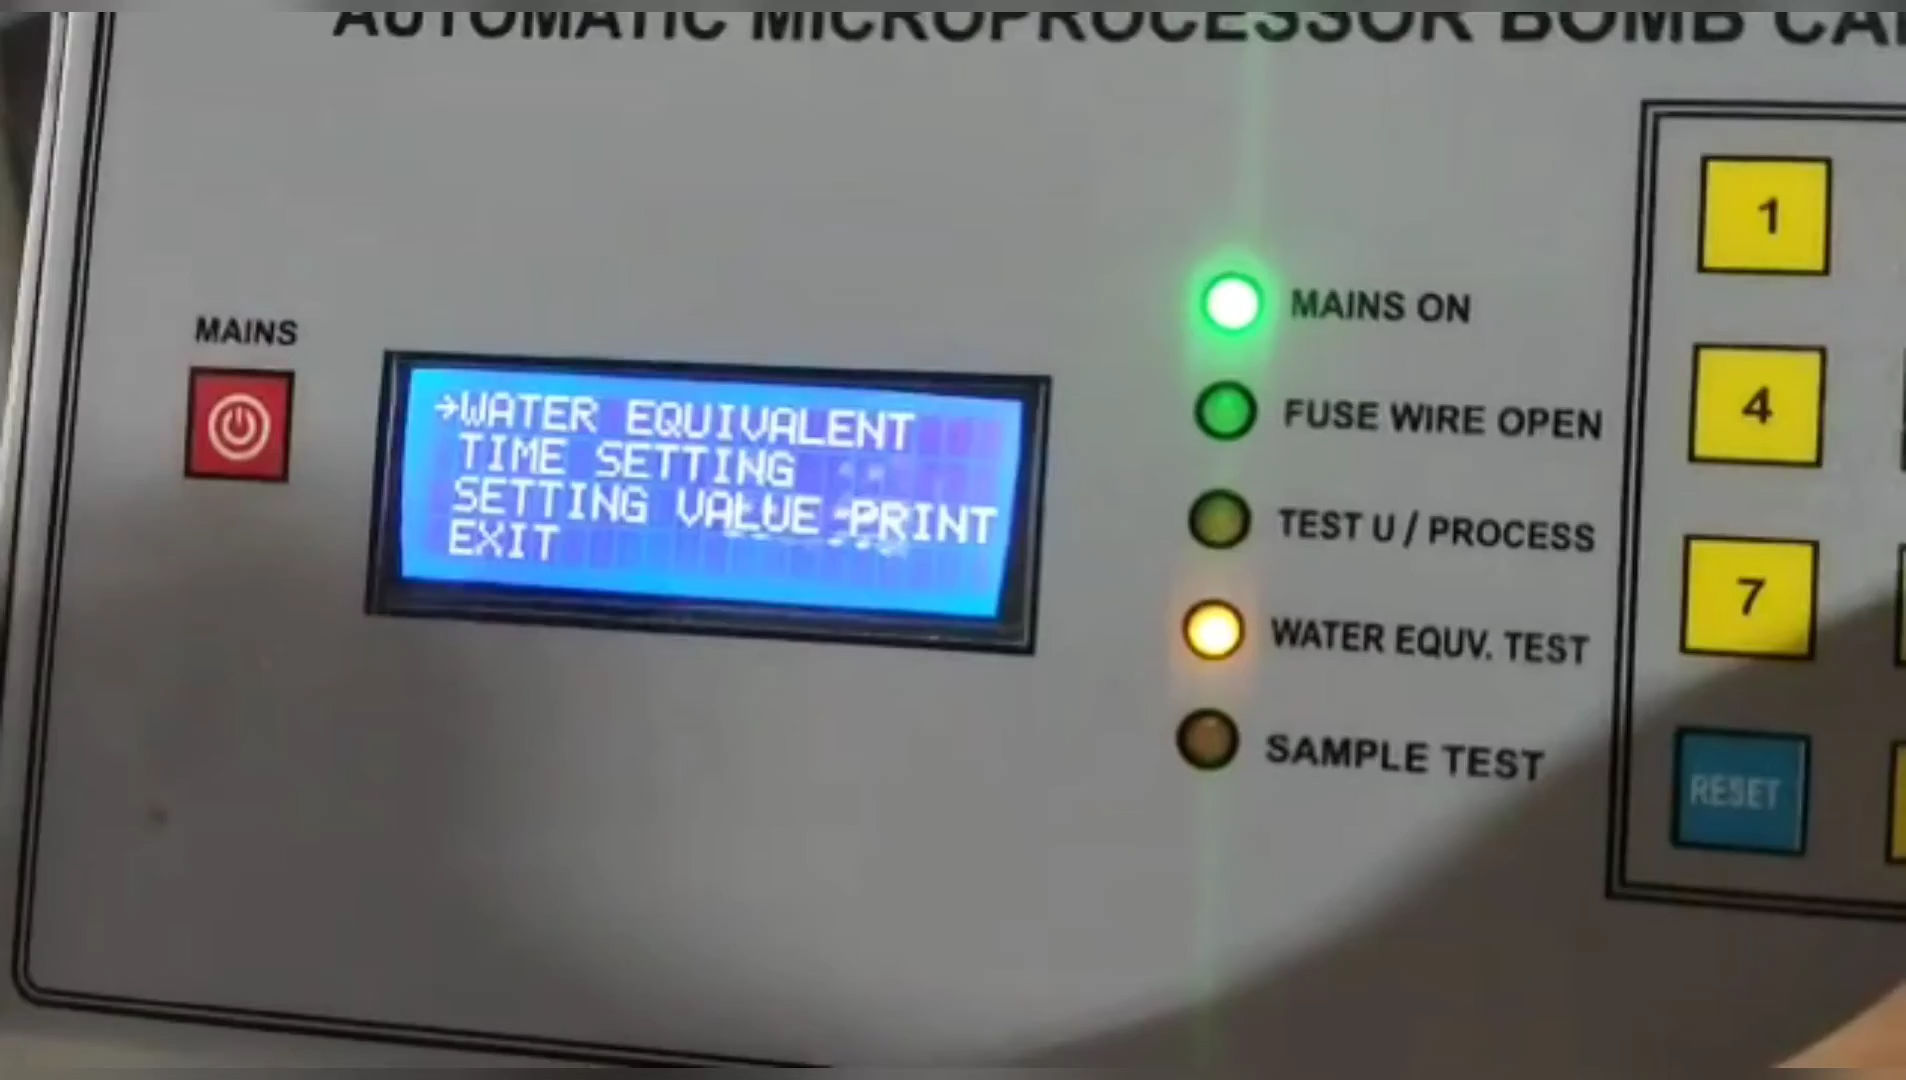 AUTOMATIC MICROPROCESSOR BOMB CAL
MAINS
→WATER EQUIVALENT
TIME SETTING
SETTING VALUE PRINT
EXIT
MAINS ON
FUSE WIRE OPEN
TEST U / PROCESS
WATER EQUV. TEST
SAMPLE TEST
1
4
7
RESET